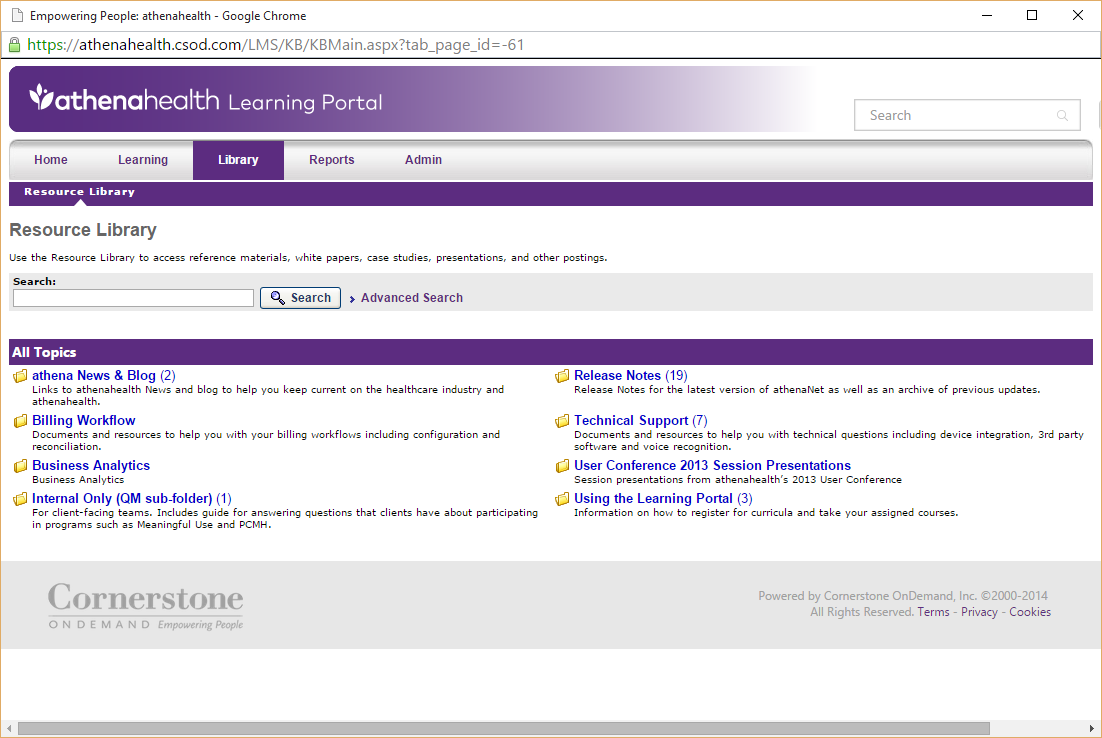 Empowering People: athenahealth - Google Chrome
https://athenahealth.csod.com/LMS/KB/KBMain.aspx?tab_page_id=-61
athenahealth Learning Portal
Search
Home Learning Library Reports Admin
Resource Library
Resource Library
Use the Resource Library to access reference materials, white papers, case studies, presentations, and other postings.
Search:
Search Advanced Search
All Topics
athena News & Blog (2)
Links to athenahealth News and blog to help you keep current on the healthcare industry and
athenahealth.
Billing Workflow
Documents and resources to help you with your billing workflows including configuration and
reconciliation.
Business Analytics
Business Analytics
Internal Only (QM sub-folder) (1)
For client-facing teams. Includes guide for answering questions that clients have about participating
in programs such as Meaningful Use and PCMH.
Release Notes (19)
Release Notes for the latest version of athenaNet as well as an archive of previous updates.
Technical Support (7)
Documents and resources to help you with technical questions including device integration, 3rd party
software and voice recognition.
User Conference 2013 Session Presentations
Session presentations from athenahealth's 2013 User Conference
Using the Learning Portal (3)
Information on how to register for curricula and take your assigned courses.
Cornerstone
ONDEMAND Empowering People
Powered by Cornerstone OnDemand, Inc. ©2000-2014
All Rights Reserved. Terms - Privacy - Cookies